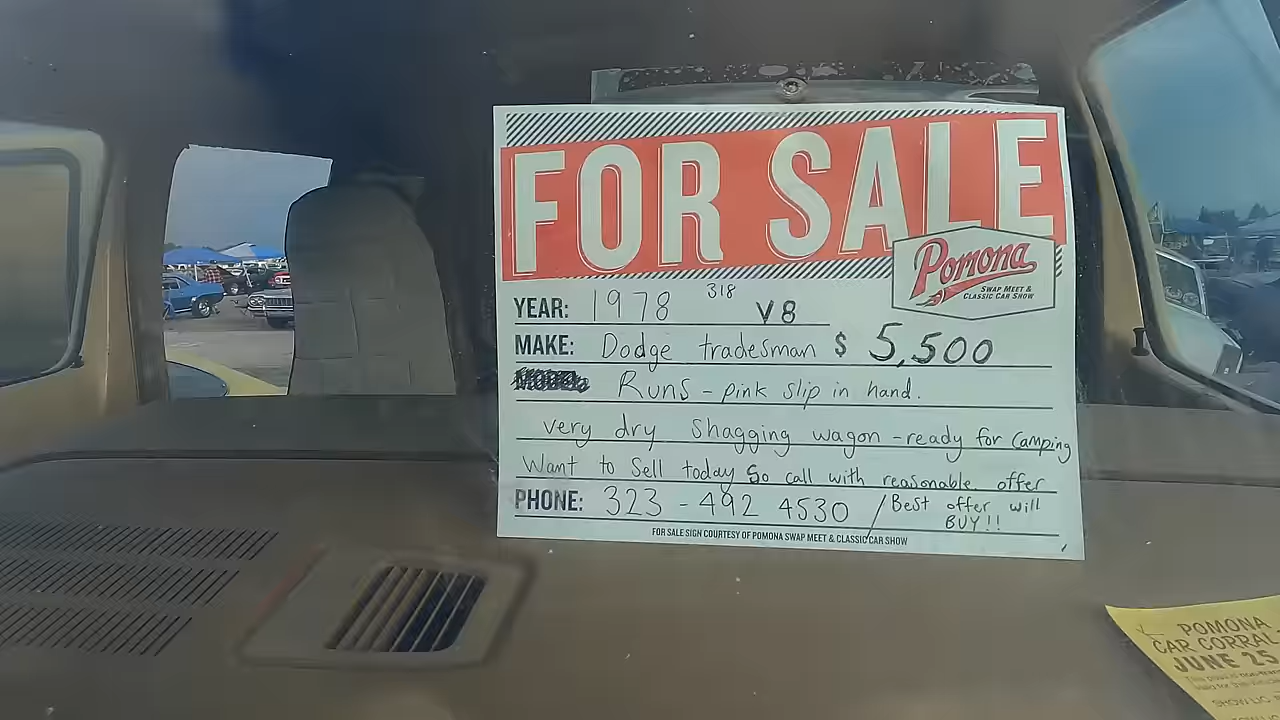 FOR SALE
Pomona
SWAP MEET &
CLASSIC CAR SHOW
YEAR: 1978 318 V8
MAKE: Dodge tradesman $ 5,500
Runs - pink slip in hand.
very dry Shagging wagon - ready for camping
Want to Sell today So call with reasonable offer
PHONE: 323 - 492 4530 / Best offer will
BUY!!
FOR SALE SIGN COURTESY OF POMONA SWAP MEET & CLASSIC CAR SHOW
POMONA
CAR CORRAL
JUNE 25